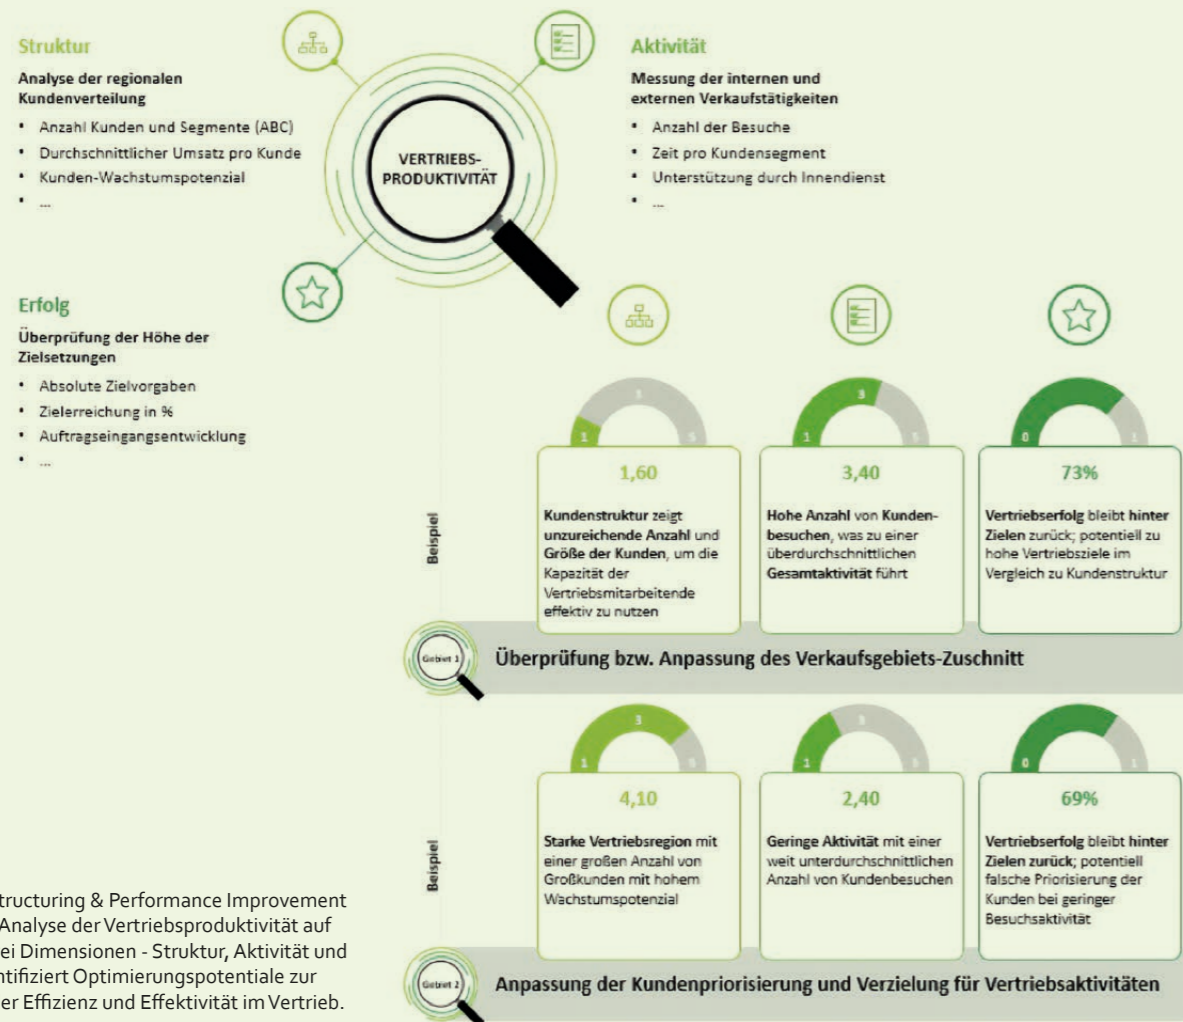 Struktur
Analyse der regionalen
Kundenverteilung
• Anzahl Kunden und Segmente (ABC)
• Durchschnittlicher Umsatz pro Kunde
• Kunden-Wachstumspotenzial
• ...
VERTRIEBS-
PRODUKTIVITÄT
Aktivität
Messung der internen und
externen Verkaufstätigkeiten
• Anzahl der Besuche
• Zeit pro Kundensegment
• Unterstützung durch Innendienst
• ...
Erfolg
Überprüfung der Höhe der
Zielsetzungen
• Absolute Zielvorgaben
• Zielerreichung in %
• Auftragseingangsentwicklung
• ...
Beispiel
1 3 5
1,60
Kundenstruktur zeigt
unzureichende Anzahl und
Größe der Kunden, um die
Kapazität der
Vertriebsmitarbeitende
effektiv zu nutzen
1 3 5
3,40
Hohe Anzahl von Kunden-
besuchen, was zu einer
überdurchschnittlichen
Gesamtaktivität führt
0 1
73%
Vertriebserfolg bleibt hinter
Zielen zurück; potentiell zu
hohe Vertriebsziele im
Vergleich zu Kundenstruktur
Gebiet 1
Überprüfung bzw. Anpassung des Verkaufsgebiets-Zuschnitt
Beispiel
1 3 5
4,10
Starke Vertriebsregion mit
einer großen Anzahl von
Großkunden mit hohem
Wachstumspotenzial
1 3 5
2,40
Geringe Aktivität mit einer
weit unterdurchschnittlichen
Anzahl von Kundenbesuchen
0 1
69%
Vertriebserfolg bleibt hinter
Zielen zurück; potentiell
falsche Priorisierung der
Kunden bei geringer
Besuchsaktivität
Gebiet 2
Anpassung der Kundenpriorisierung und Verzielung für Vertriebsaktivitäten
tructuring & Performance Improvement
Analyse der Vertriebsproduktivität auf
ei Dimensionen - Struktur, Aktivität und
ntifiziert Optimierungspotentiale zur
er Effizienz und Effektivität im Vertrieb.